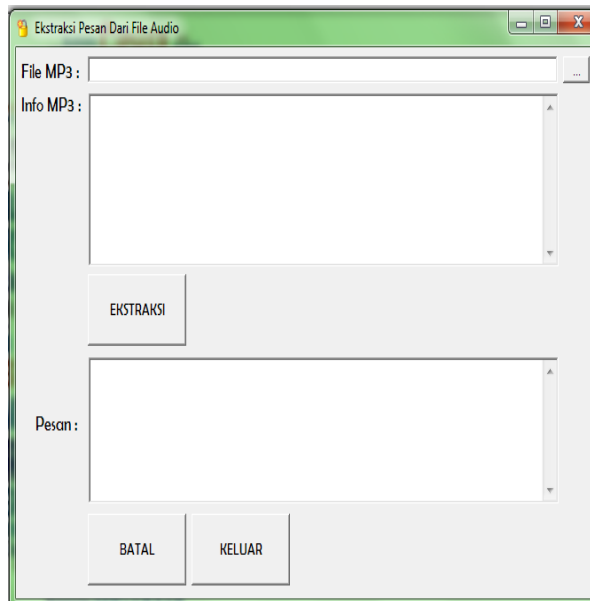 Ekstraksi Pesan Dari File Audio
File MP3 :
...
Info MP3 :
EKSTRAKSI
Pesan :
BATAL
KELUAR